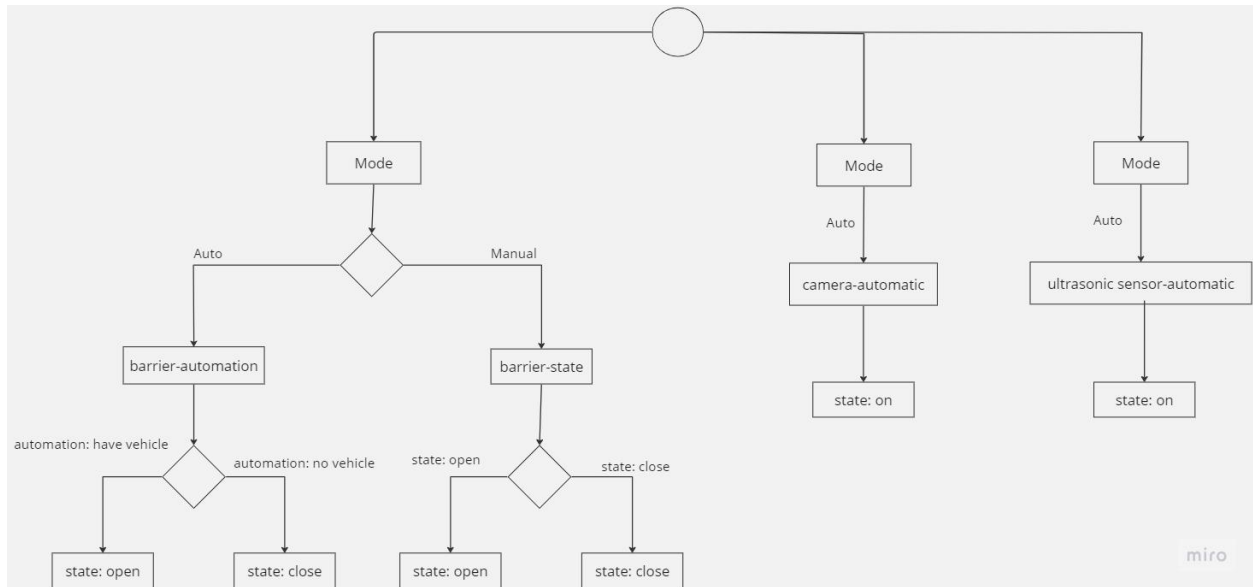 Mode
Mode
Mode
Auto
Auto
Auto
Manual
camera-automatic
ultrasonic sensor-automatic
barrier-automation
barrier-state
state: on
state: on
automation: have vehicle
automation: no vehicle
state: open
state: close
state: open
state: close
state: open
state: close
miro